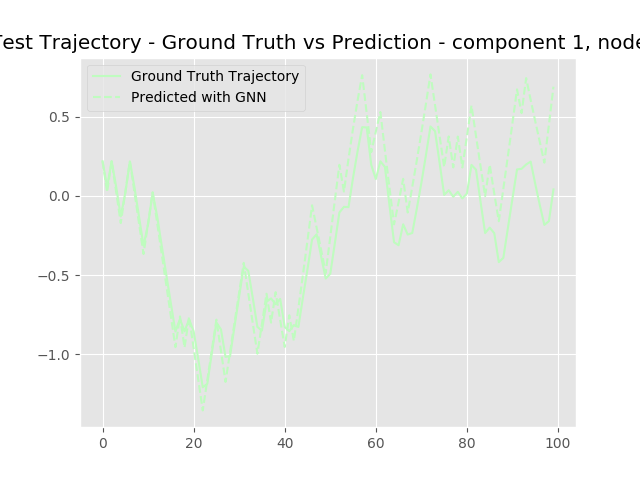 Test Trajectory - Ground Truth vs Prediction - component 1, node
Ground Truth Trajectory
Predicted with GNN
0.5
0.0
−0.5
−1.0
0 20 40 60 80 100